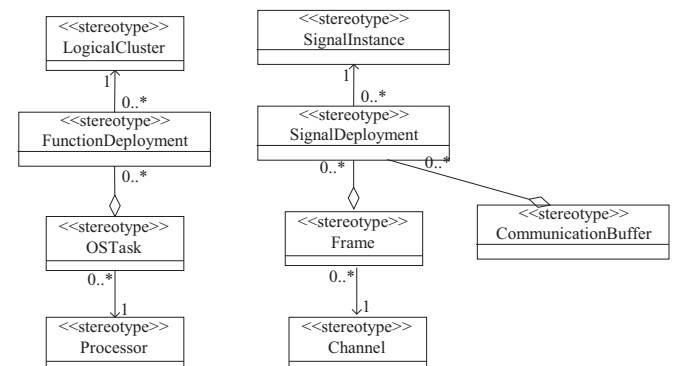 <<stereotype>>
LogicalCluster
1
0..*
<<stereotype>>
FunctionDeployment
0..*
<<stereotype>>
OSTask
0..*
1
<<stereotype>>
Processor
<<stereotype>>
SignalInstance
1
0..*
<<stereotype>>
SignalDeployment
0..*
0..*
<<stereotype>>
Frame
0..*
1
<<stereotype>>
Channel
<<stereotype>>
CommunicationBuffer